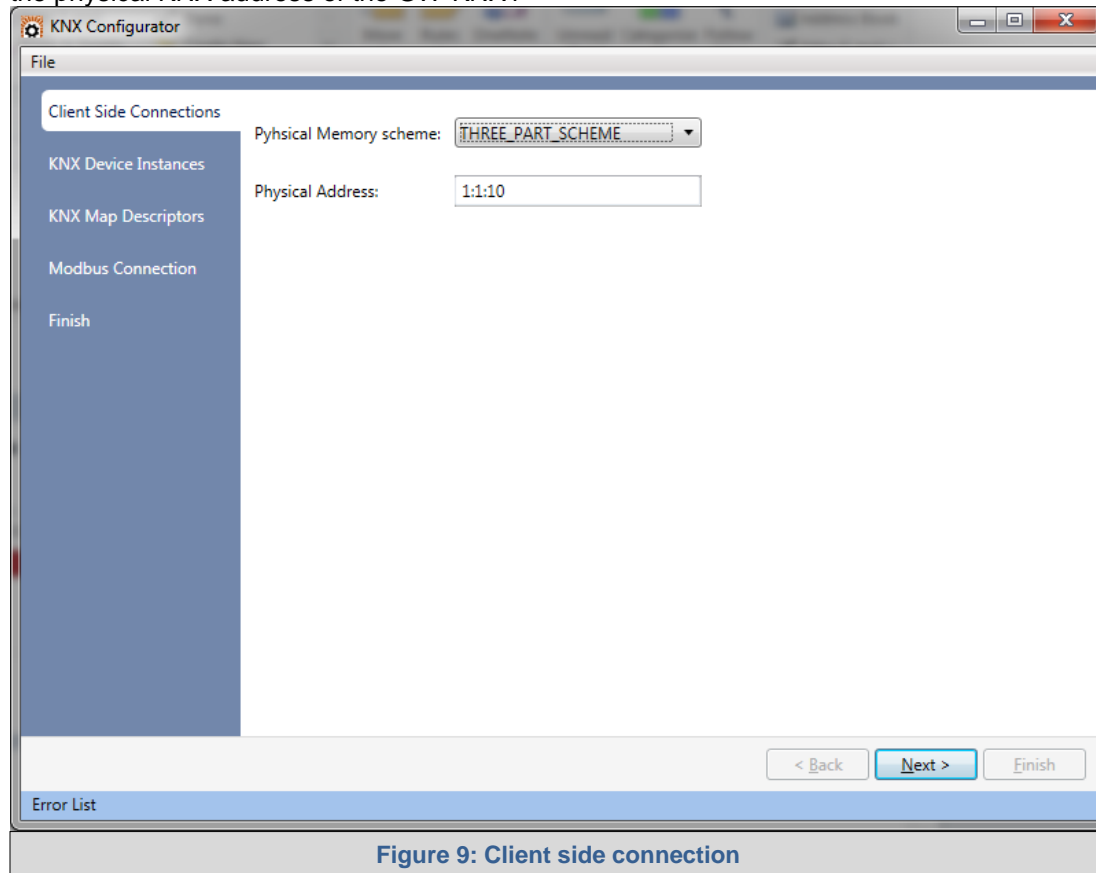 KNX Configurator
File
Client Side Connections
Pyhsical Memory scheme: THREE_PART_SCHEME
KNX Device Instances
Physical Address: 1:1:10
KNX Map Descriptors
Modbus Connection
Finish
< Back Next > Finish
Error List
Figure 9: Client side connection